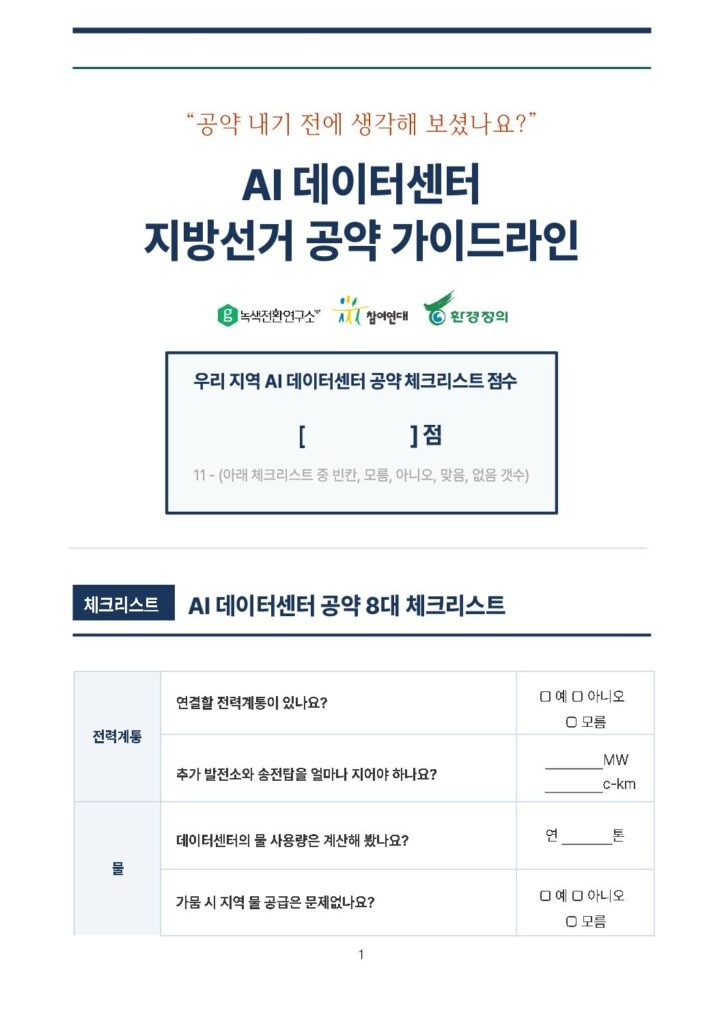 “공약 내기 전에 생각해 보셨나요?”
AI 데이터센터
지방선거 공약 가이드라인
녹색전환연구소
참여연대
환경정의
우리 지역 AI 데이터센터 공약 체크리스트 점수
[ ] 점
11 - (아래 체크리스트 중 빈칸, 모름, 아니오, 맞음, 없음 갯수)
체크리스트
AI 데이터센터 공약 8대 체크리스트
전력계통
연결할 전력계통이 있나요?
▢ 예 ▢ 아니오
▢ 모름
추가 발전소와 송전탑을 얼마나 지어야 하나요?
_______MW
_______c-km
물
데이터센터의 물 사용량은 계산해 봤나요?
연 ______톤
가뭄 시 지역 물 공급은 문제없나요?
▢ 예 ▢ 아니오
▢ 모름
1